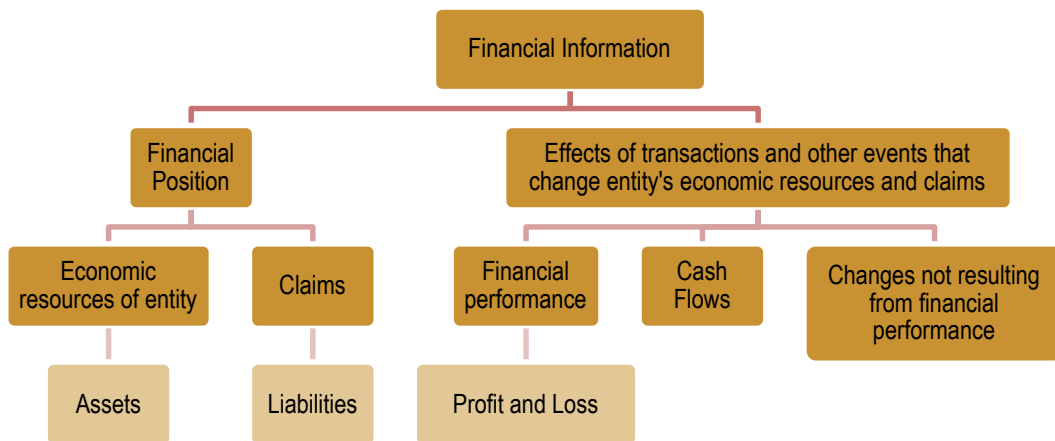 Financial Information
Financial
Position
Effects of transactions and other events that
change entity's economic resources and claims
Economic
resources of entity
Claims
Financial
performance
Cash
Flows
Changes not resulting
from financial
performance
Assets
Liabilities
Profit and Loss